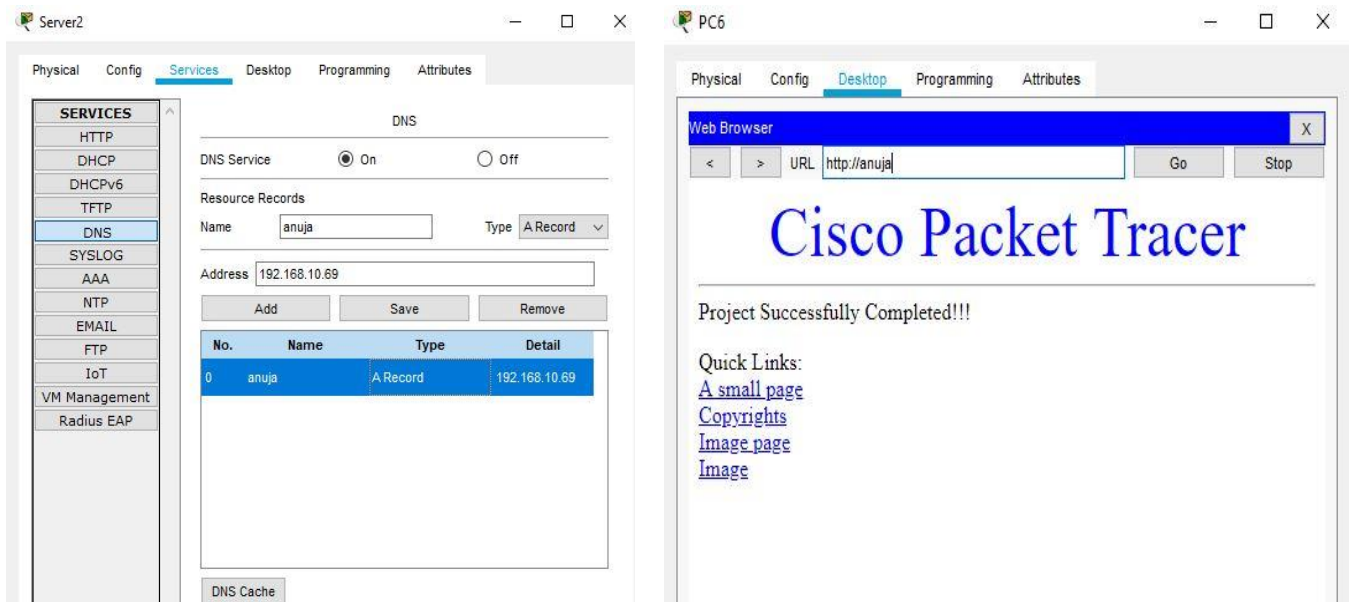 Server2
Physical Config Services Desktop Programming Attributes
SERVICES
HTTP
DHCP
DHCPv6
TFTP
DNS
SYSLOG
AAA
NTP
EMAIL
FTP
IoT
VM Management
Radius EAP
DNS
DNS Service On Off
Resource Records
Name anuja Type A Record
Address 192.168.10.69
Add Save Remove
No. Name Type Detail
0 anuja A Record 192.168.10.69
DNS Cache
PC6
Physical Config Desktop Programming Attributes
Web Browser X
< > URL http://anuja Go Stop
Cisco Packet Tracer
Project Successfully Completed!!!
Quick Links:
A small page
Copyrights
Image page
Image